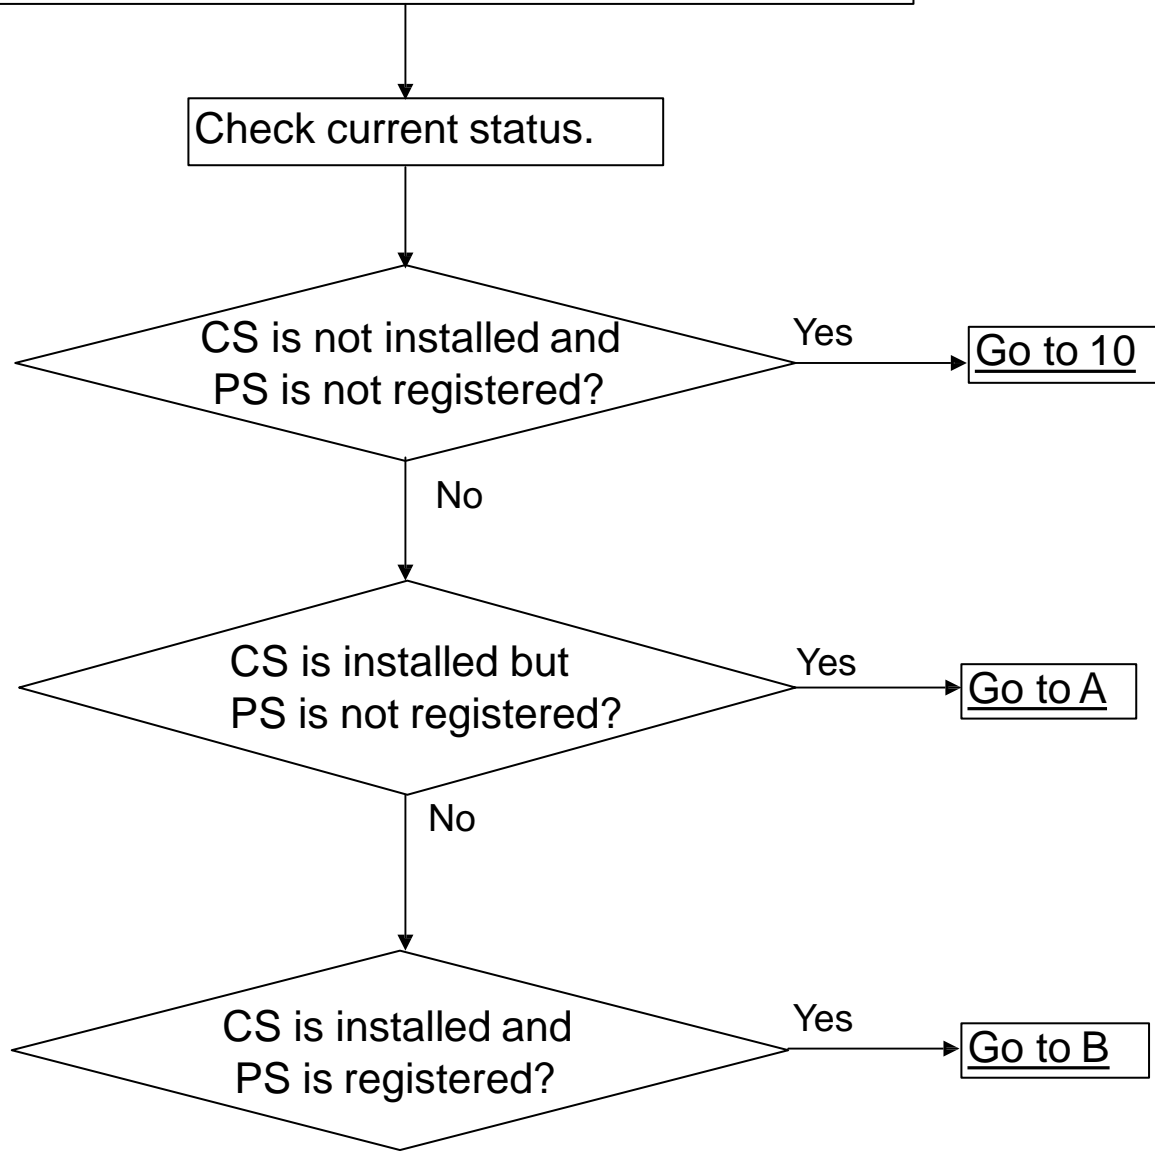 Check current status.
CS is not installed and
PS is not registered?
Yes
Go to 10
No
CS is installed but
PS is not registered?
Yes
Go to A
No
CS is installed and
PS is registered?
Yes
Go to B